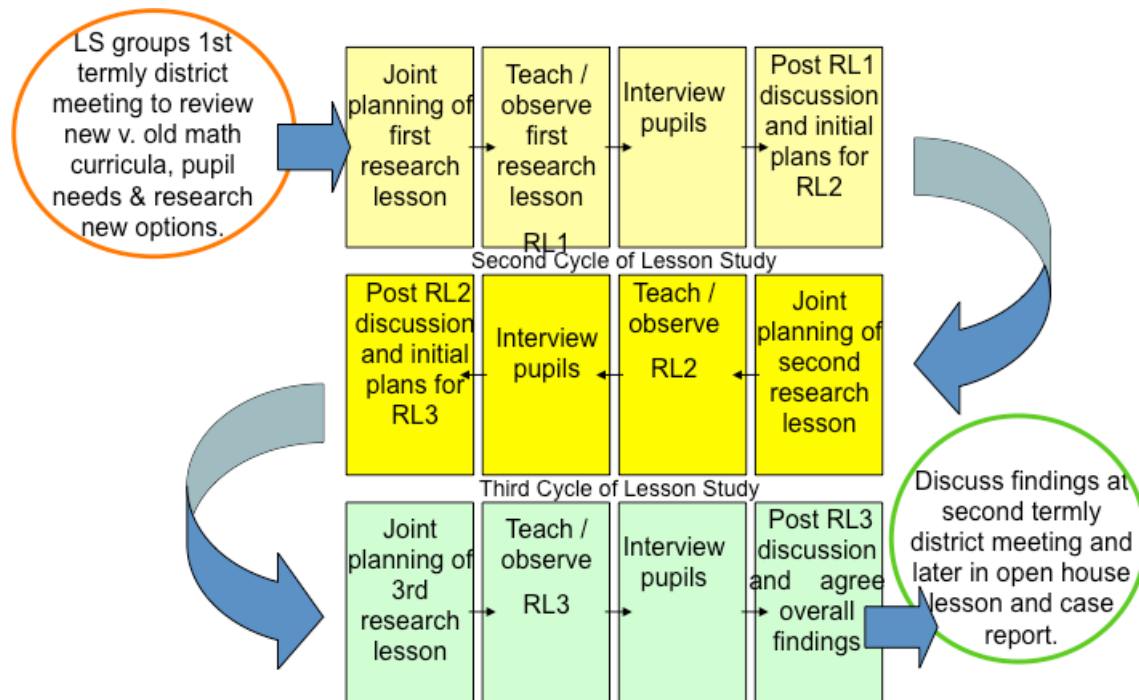 LS groups 1st
termly district
meeting to review
new v. old math
curricula, pupil
needs & research
new options.
Joint
planning of
first
research
lesson
Teach /
observe
first
research
lesson
RL1
Interview
pupils
Post RL1
discussion
and initial
plans for
RL2
Second Cycle of Lesson Study
Joint
planning of
second
research
lesson
Teach /
observe
RL2
Interview
pupils
Post RL2
discussion
and initial
plans for
RL3
Third Cycle of Lesson Study
Joint
planning of
3rd
research
lesson
Teach /
observe
RL3
Interview
pupils
Post RL3
discussion
and agree
overall
findings
Discuss findings at
second termly
district meeting and
later in open house
lesson and case
report.